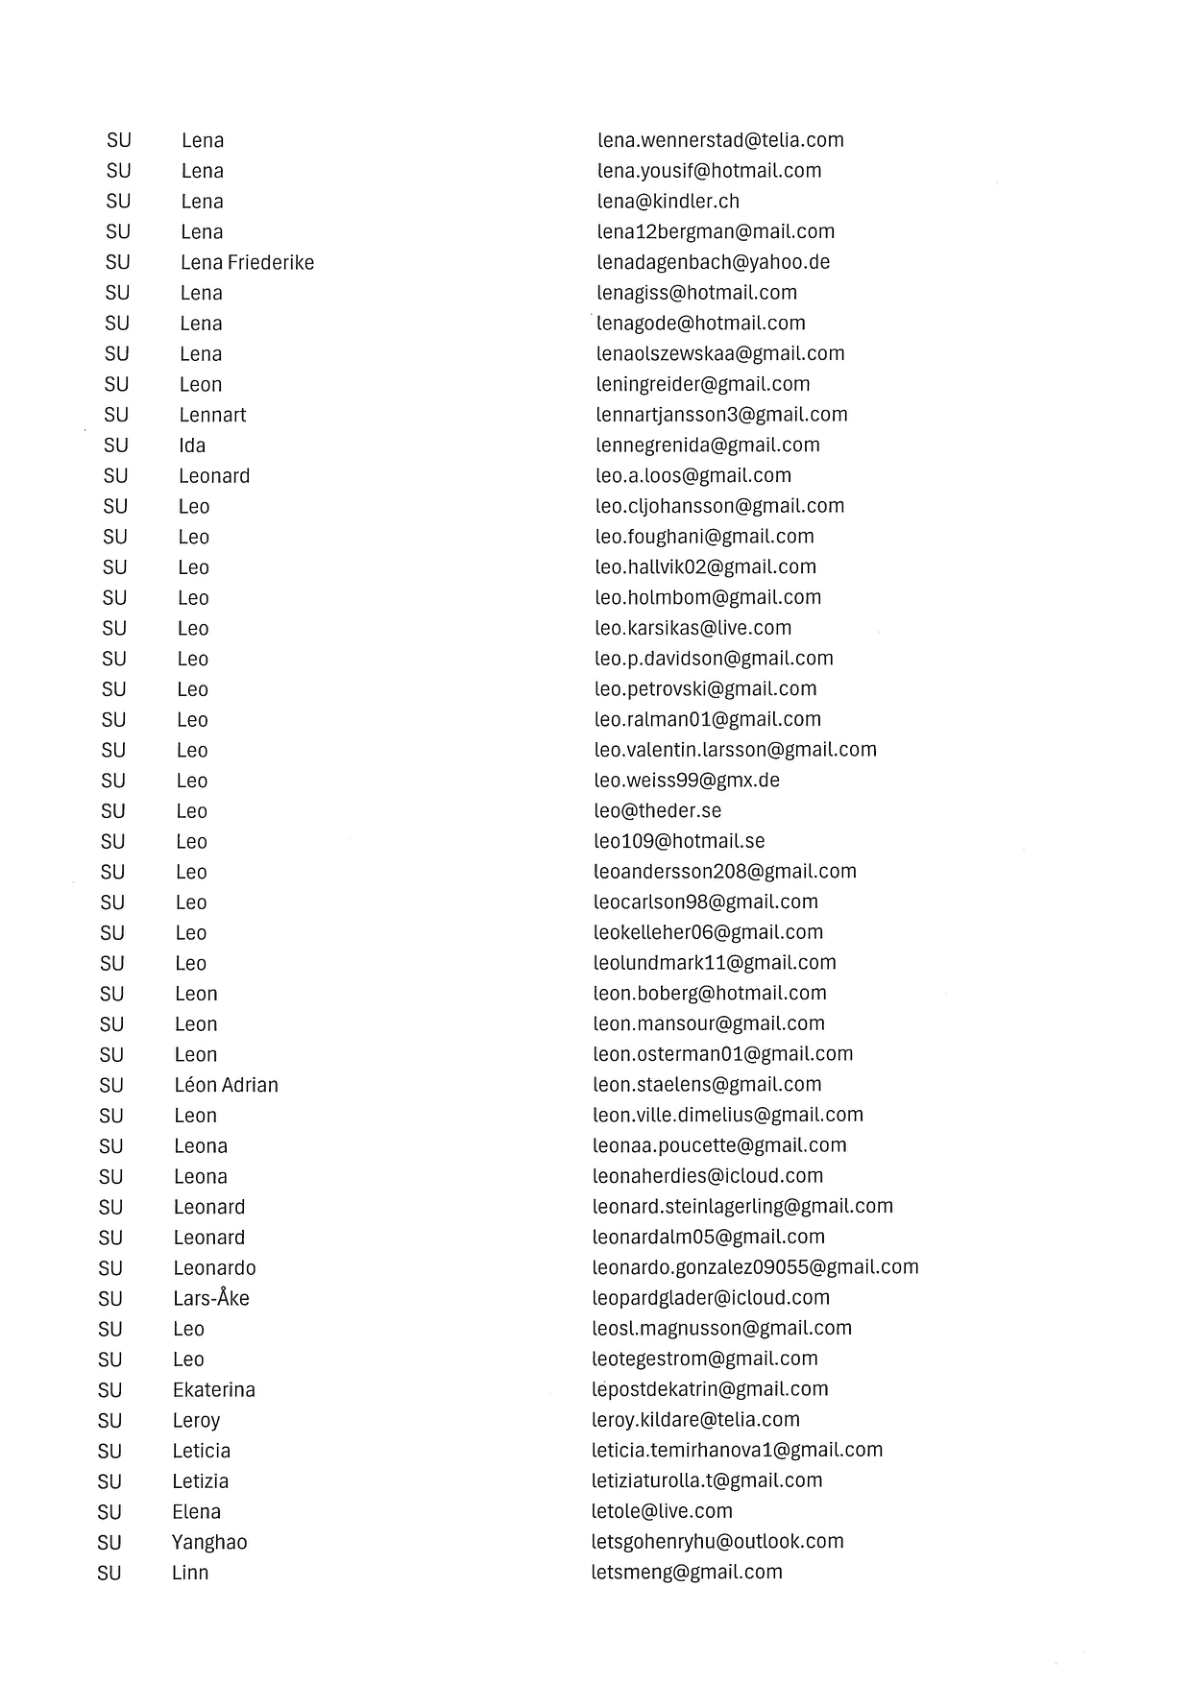 SU Lena lena.wennerstad@telia.com
SU Lena lena.yousif@hotmail.com
SU Lena lena@kindler.ch
SU Lena lena12bergman@mail.com
SU Lena Friederike lenadagenbach@yahoo.de
SU Lena lenagiss@hotmail.com
SU Lena lenagode@hotmail.com
SU Lena lenaolszewskaa@gmail.com
SU Leon leningreider@gmail.com
SU Lennart lennartjansson3@gmail.com
SU Ida lennegrenida@gmail.com
SU Leonard leo.a.loos@gmail.com
SU Leo leo.cljohansson@gmail.com
SU Leo leo.foughani@gmail.com
SU Leo leo.hallvik02@gmail.com
SU Leo leo.holmbom@gmail.com
SU Leo leo.karsikas@live.com
SU Leo leo.p.davidson@gmail.com
SU Leo leo.petrovski@gmail.com
SU Leo leo.ralman01@gmail.com
SU Leo leo.valentin.larsson@gmail.com
SU Leo leo.weiss99@gmx.de
SU Leo leo@theder.se
SU Leo leo109@hotmail.se
SU Leo leoandersson208@gmail.com
SU Leo leocarlson98@gmail.com
SU Leo leokelleher06@gmail.com
SU Leo leolundmark11@gmail.com
SU Leon leon.boberg@hotmail.com
SU Leon leon.mansour@gmail.com
SU Leon leon.osterman01@gmail.com
SU Léon Adrian leon.staelens@gmail.com
SU Leon leon.ville.dimelius@gmail.com
SU Leona leonaa.poucette@gmail.com
SU Leona leonaherdies@icloud.com
SU Leonard leonard.steinlagerling@gmail.com
SU Leonard leonardalm05@gmail.com
SU Leonardo leonardo.gonzalez09055@gmail.com
SU Lars-Åke leopardglader@icloud.com
SU Leo leosl.magnusson@gmail.com
SU Leo leotegestrom@gmail.com
SU Ekaterina lepostdekatrin@gmail.com
SU Leroy leroy.kildare@telia.com
SU Leticia leticia.temirhanova1@gmail.com
SU Letizia letiziaturolla.t@gmail.com
SU Elena letole@live.com
SU Yanghao letsgohenryhu@outlook.com
SU Linn letsmeng@gmail.com